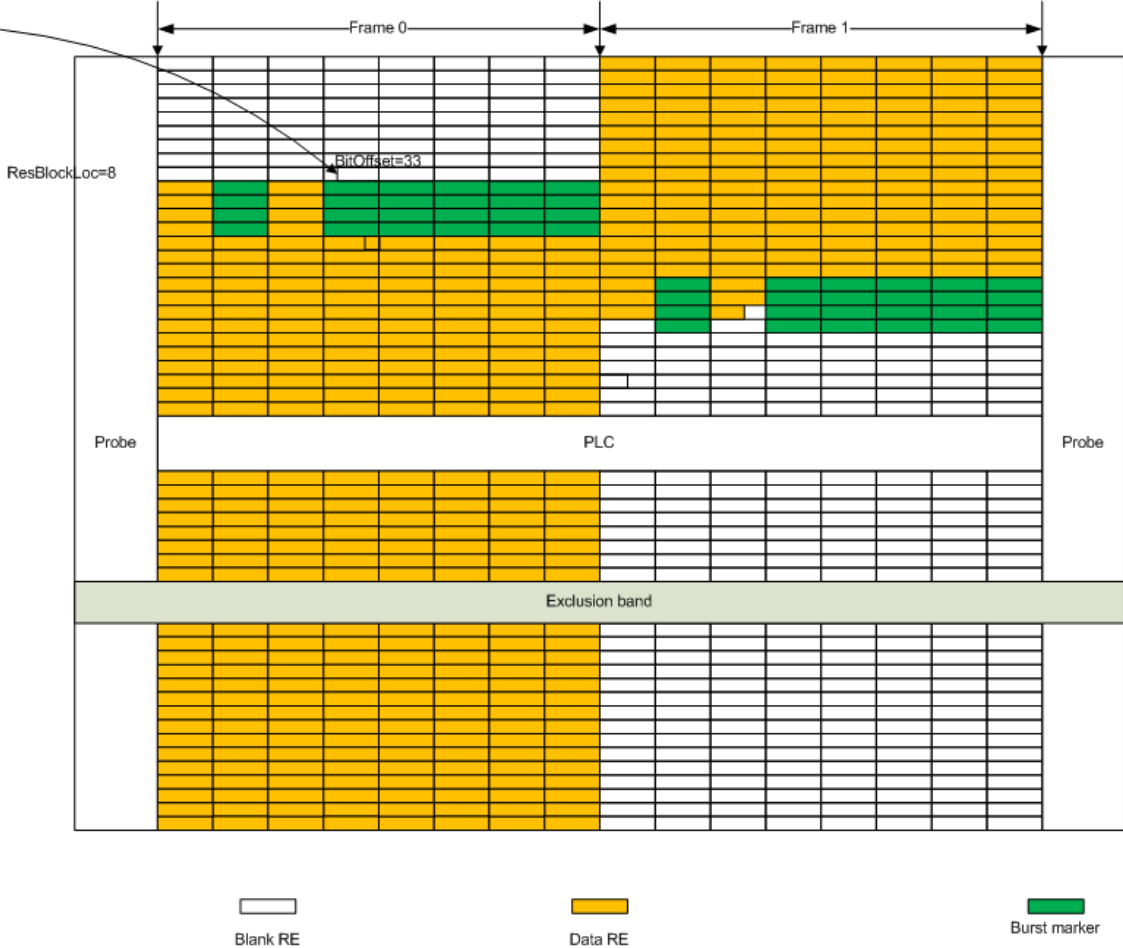 Frame 0
Frame 1
BitOffset=33
ResBlockLoc=8
Probe
PLC
Probe
Exclusion band
Blank RE
Data RE
Burst marker